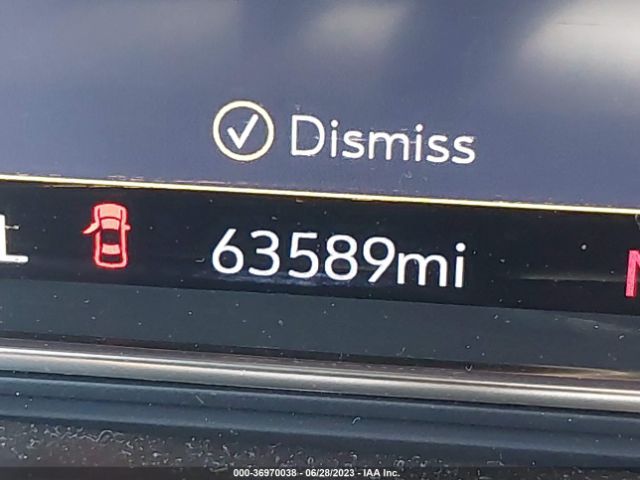 Dismiss
L 63589mi
000-36970038 - 06/28/2023 - IAA Inc.